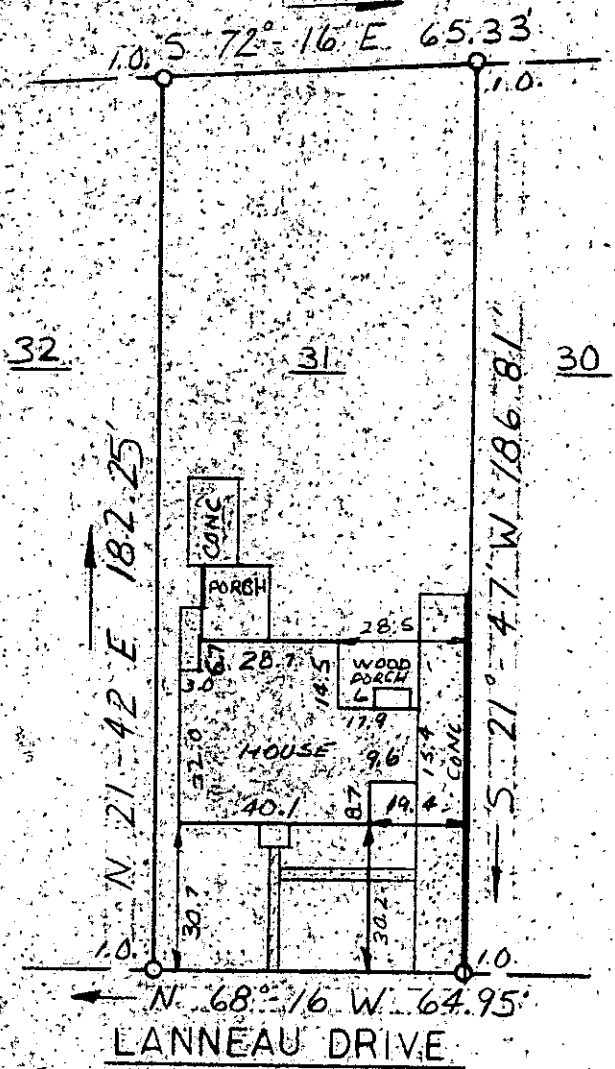 I.O. S 72°-16' E 65.33'
I.O.
32
31
30
N 21-42 E 182.25'
S 21°-47' W 186.81'
CONC
PORCH
28.5
6.7
28.7
14.5
WOOD
PORCH
6
3.0
17.9
32.0
HOUSE
9.6
15.4
CONC
40.1
8.7
19.4
30.7
30.2
I.O.
I.O.
N 68°-16 W 64.95'
LANNEAU DRIVE